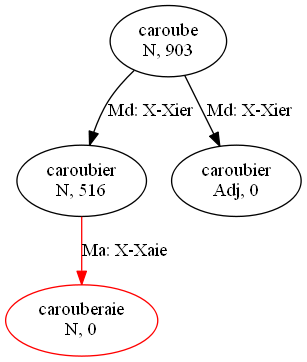 caroube
N, 903
Md: X-Xier
Md: X-Xier
caroubier
N, 516
caroubier
Adj, 0
Ma: X-Xaie
carouberaie
N, 0